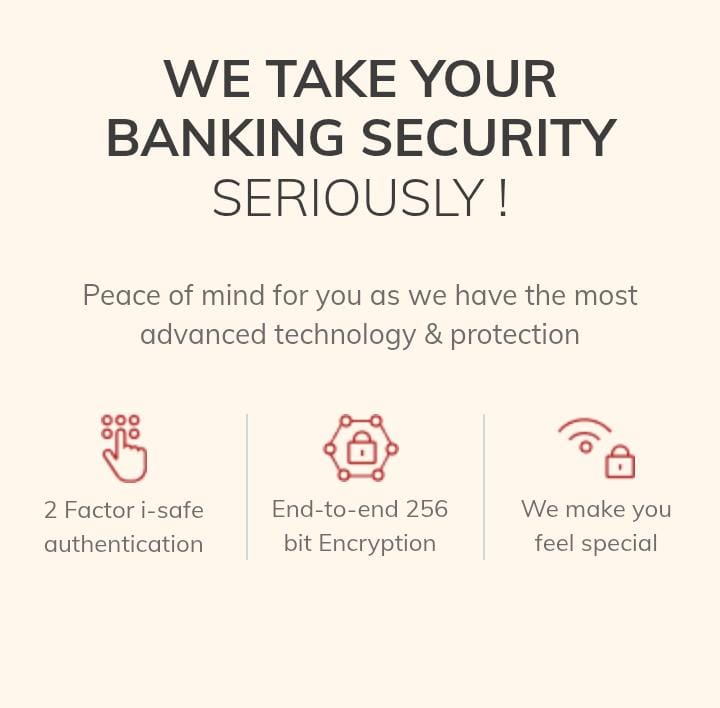 WE TAKE YOUR
BANKING SECURITY
SERIOUSLY !
Peace of mind for you as we have the most
advanced technology & protection
2 Factor i-safe
authentication
End-to-end 256
bit Encryption
We make you
feel special